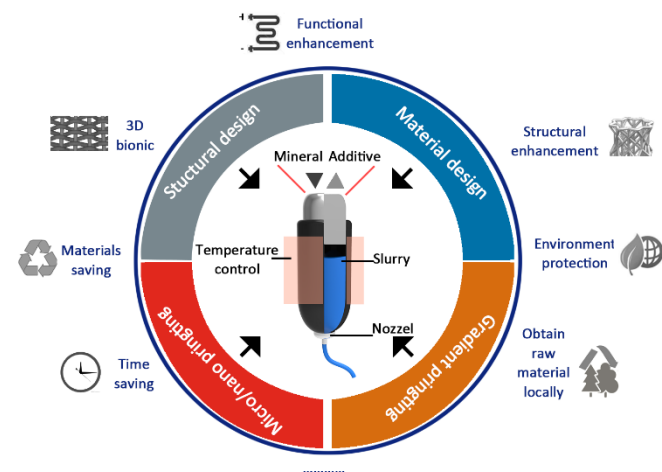 Functional
enhancement
3D
bionic
Stuctural design
Material design
Structural
enhancement
Mineral
Additive
Materials
saving
Temperature
control
Slurry
Environment
protection
Nozzel
Time
saving
Micro/nano pringting
Gradient pringting
Obtain
raw
material
locally